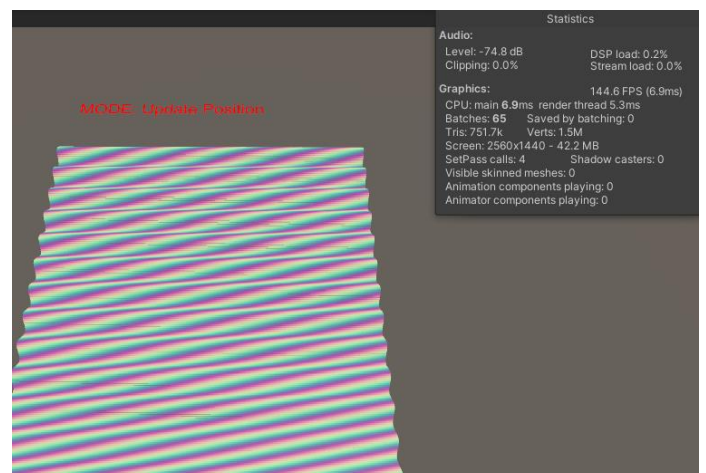 Statistics
Audio:
Level: -74.8 dB DSP load: 0.2%
Clipping: 0.0% Stream load: 0.0%
Graphics: 144.6 FPS (6.9ms)
CPU: main 6.9ms render thread 5.3ms
Batches: 65 Saved by batching: 0
Tris: 751.7k Verts: 1.5M
Screen: 2560x1440 - 42.2 MB
SetPass calls: 4 Shadow casters: 0
Visible skinned meshes: 0
Animation components playing: 0
Animator components playing: 0
MODE: Update Position